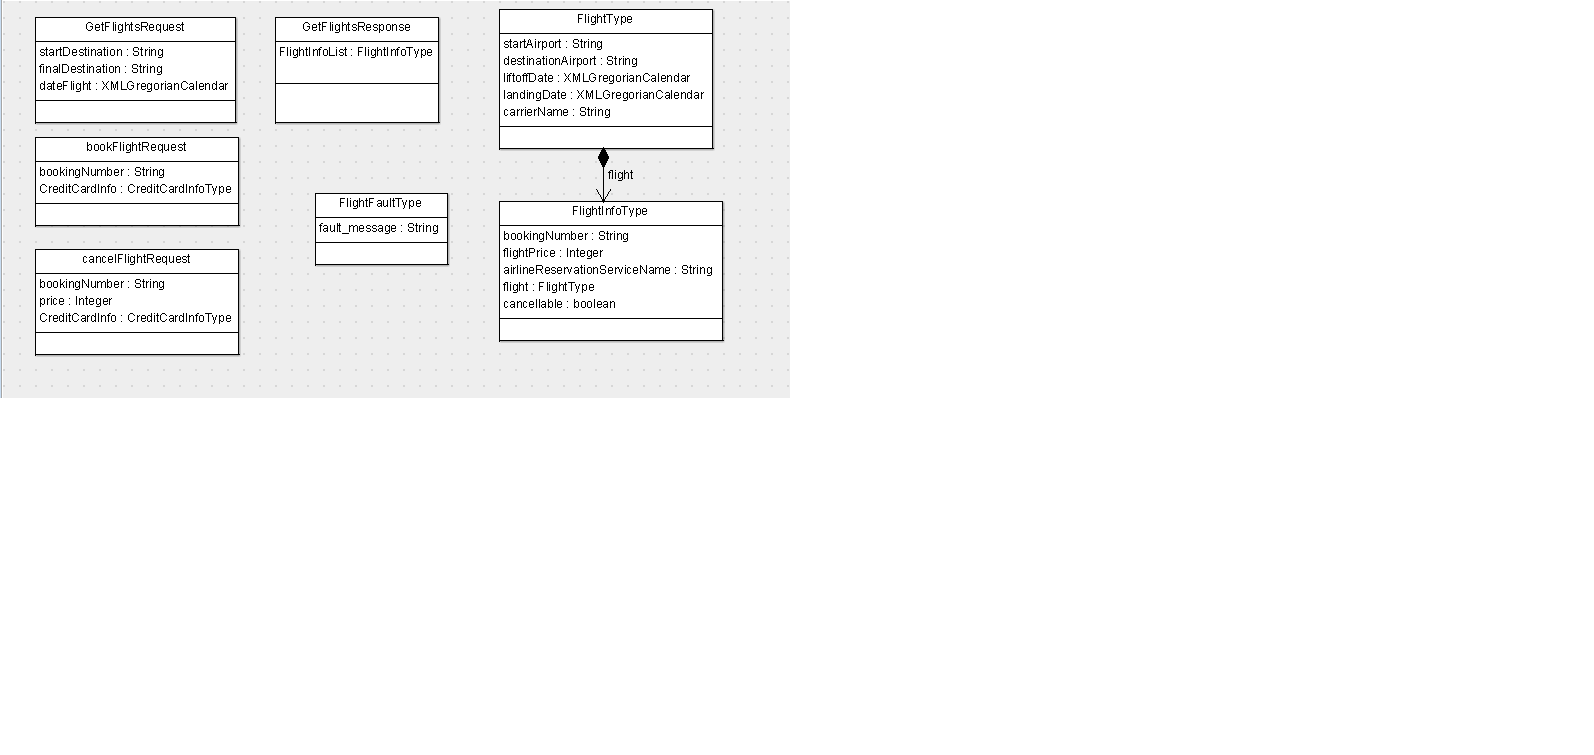 GetFlightsRequest
startDestination : String
finalDestination : String
dateFlight : XMLGregorianCalendar
GetFlightsResponse
FlightInfoList : FlightInfoType
FlightType
startAirport : String
destinationAirport : String
liftoffDate : XMLGregorianCalendar
landingDate : XMLGregorianCalendar
carrierName : String
bookFlightRequest
bookingNumber : String
CreditCardInfo : CreditCardInfoType
flight
FlightFaultType
fault_message : String
FlightInfoType
bookingNumber : String
flightPrice : Integer
airlineReservationServiceName : String
flight : FlightType
cancellable : boolean
cancelFlightRequest
bookingNumber : String
price : Integer
CreditCardInfo : CreditCardInfoType